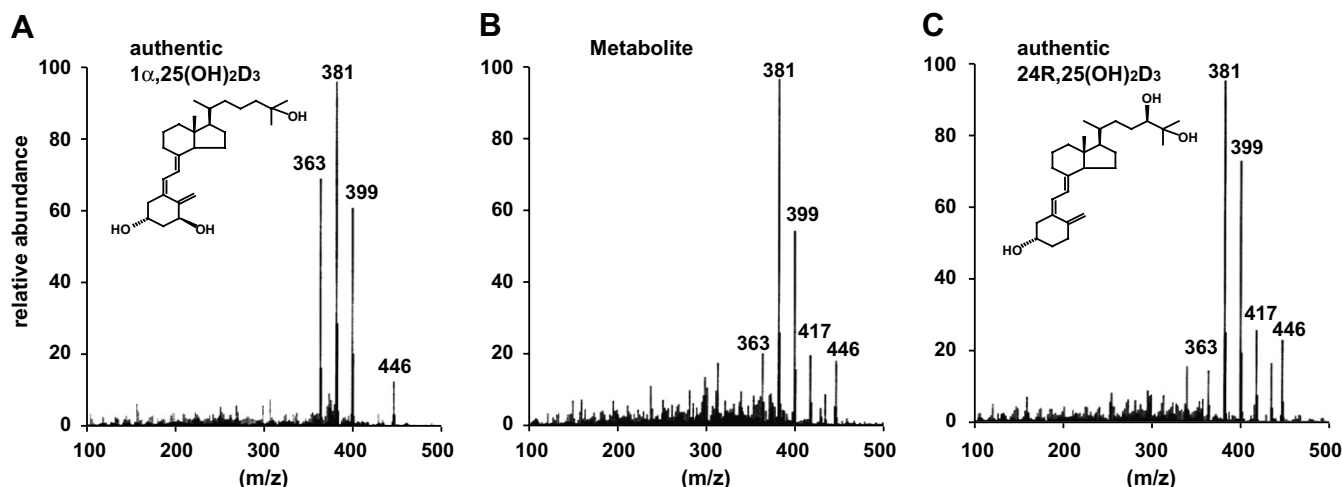 A
authentic
1α,25(OH)₂D₃
relative abundance
100
80
60
40
20
0
363
381
399
446
OH
HO
OH
100 200 300 400 500
(m/z)
B
Metabolite
100
80
60
40
20
0
381
399
363
417
446
100 200 300 400 500
(m/z)
C
authentic
24R,25(OH)₂D₃
100
80
60
40
20
0
381
399
363
417
446
OH
OH
HO
100 200 300 400 500
(m/z)